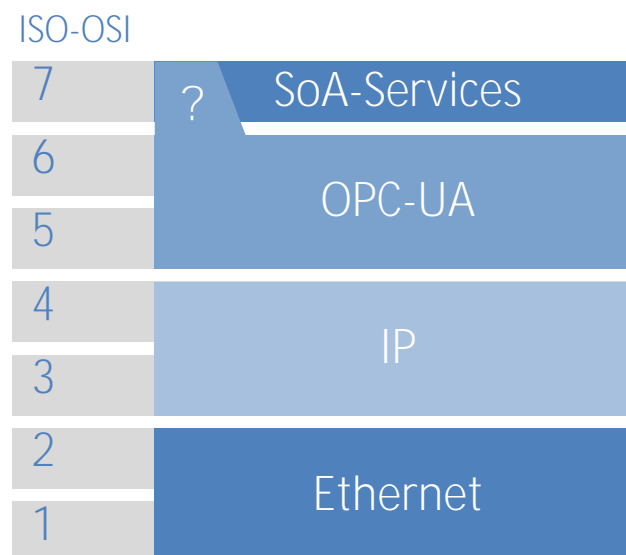 ISO-OSI
7
? SoA-Services
6
OPC-UA
5
4
IP
3
2
Ethernet
1